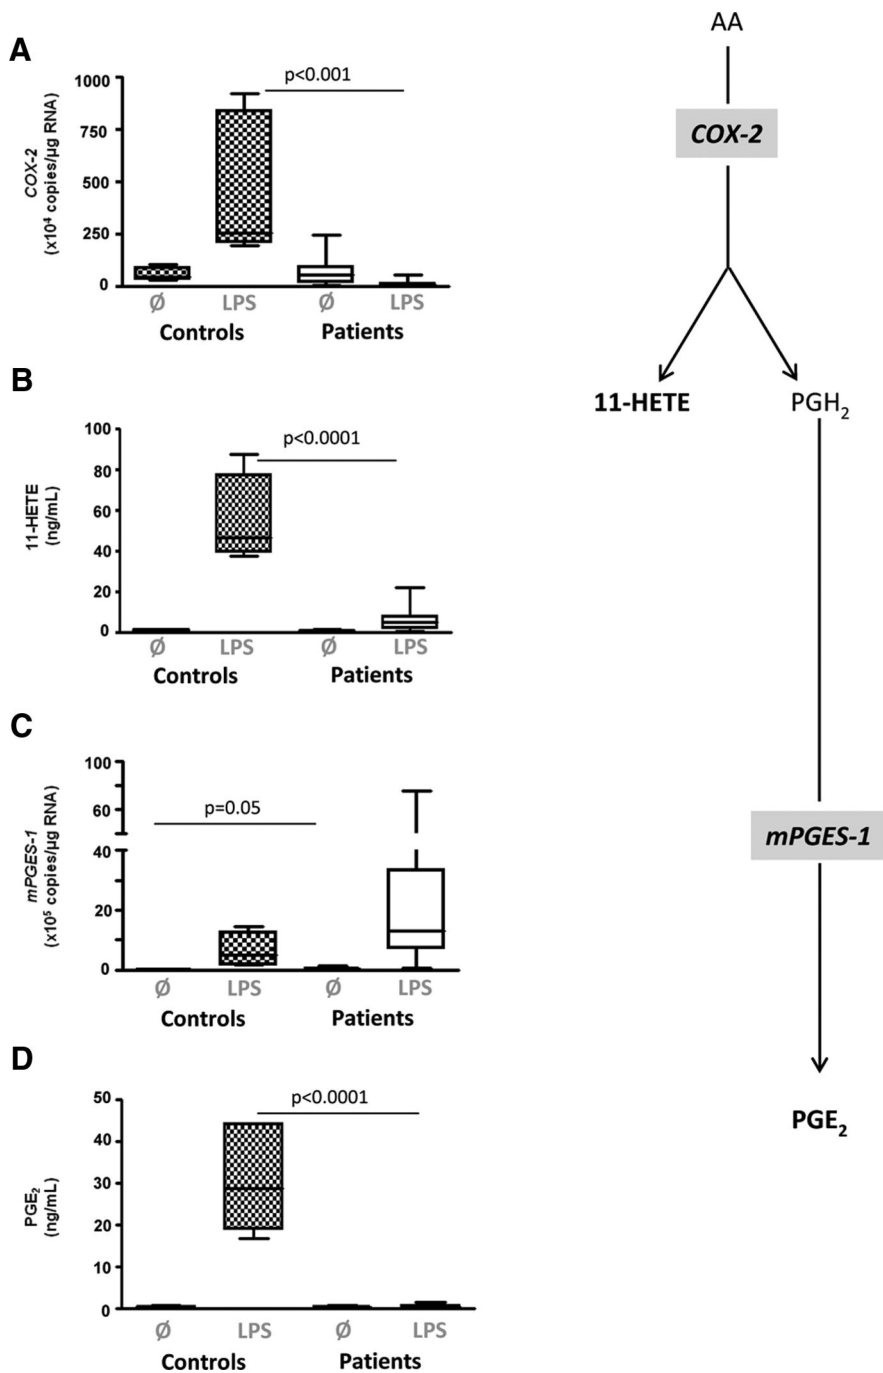 A
COX-2
(x10⁴ copies/µg RNA)
1000
750
500
250
0
p<0.001
Ø LPS Ø LPS
Controls Patients
B
11-HETE
(ng/mL)
100
80
60
40
20
0
p<0.0001
Ø LPS Ø LPS
Controls Patients
C
mPGES-1
(x10⁵ copies/µg RNA)
100
60
40
20
0
p=0.05
Ø LPS Ø LPS
Controls Patients
D
PGE₂
(ng/mL)
50
40
30
20
10
0
p<0.0001
Ø LPS Ø LPS
Controls Patients
AA
COX-2
11-HETE PGH₂
mPGES-1
PGE₂